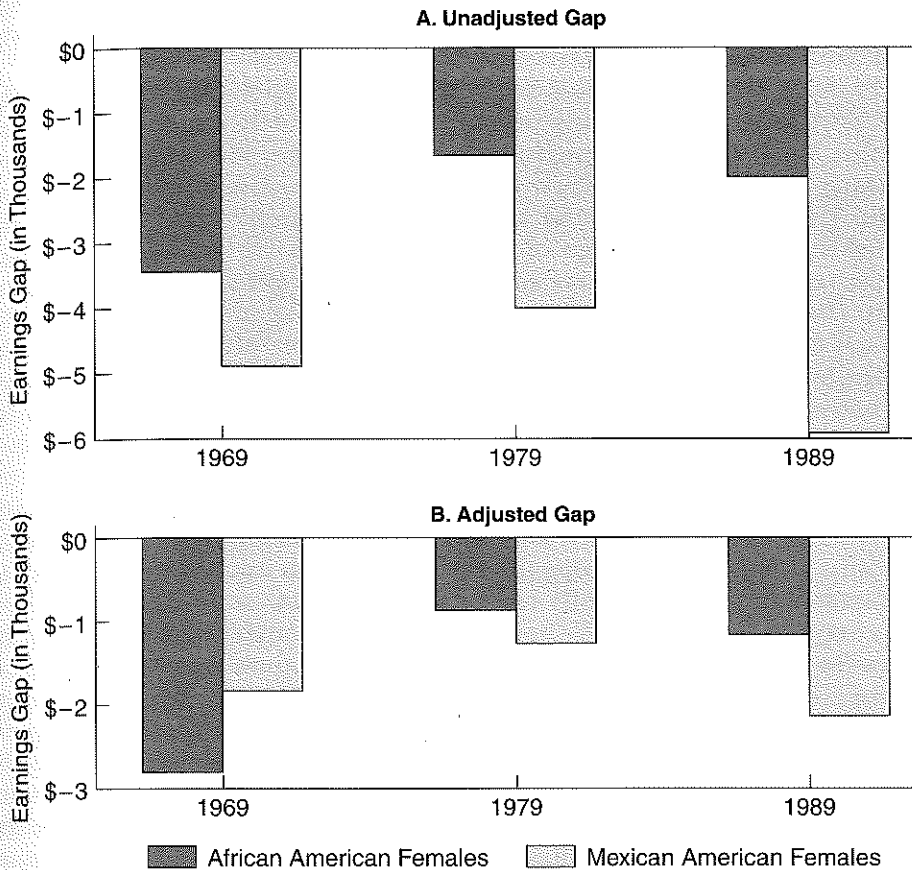 A. Unadjusted Gap
Earnings Gap (in Thousands)
$0
$−1
$−2
$−3
$−4
$−5
$−6
1969 1979 1989
B. Adjusted Gap
Earnings Gap (in Thousands)
$0
$−1
$−2
$−3
1969 1979 1989
African American Females Mexican American Females